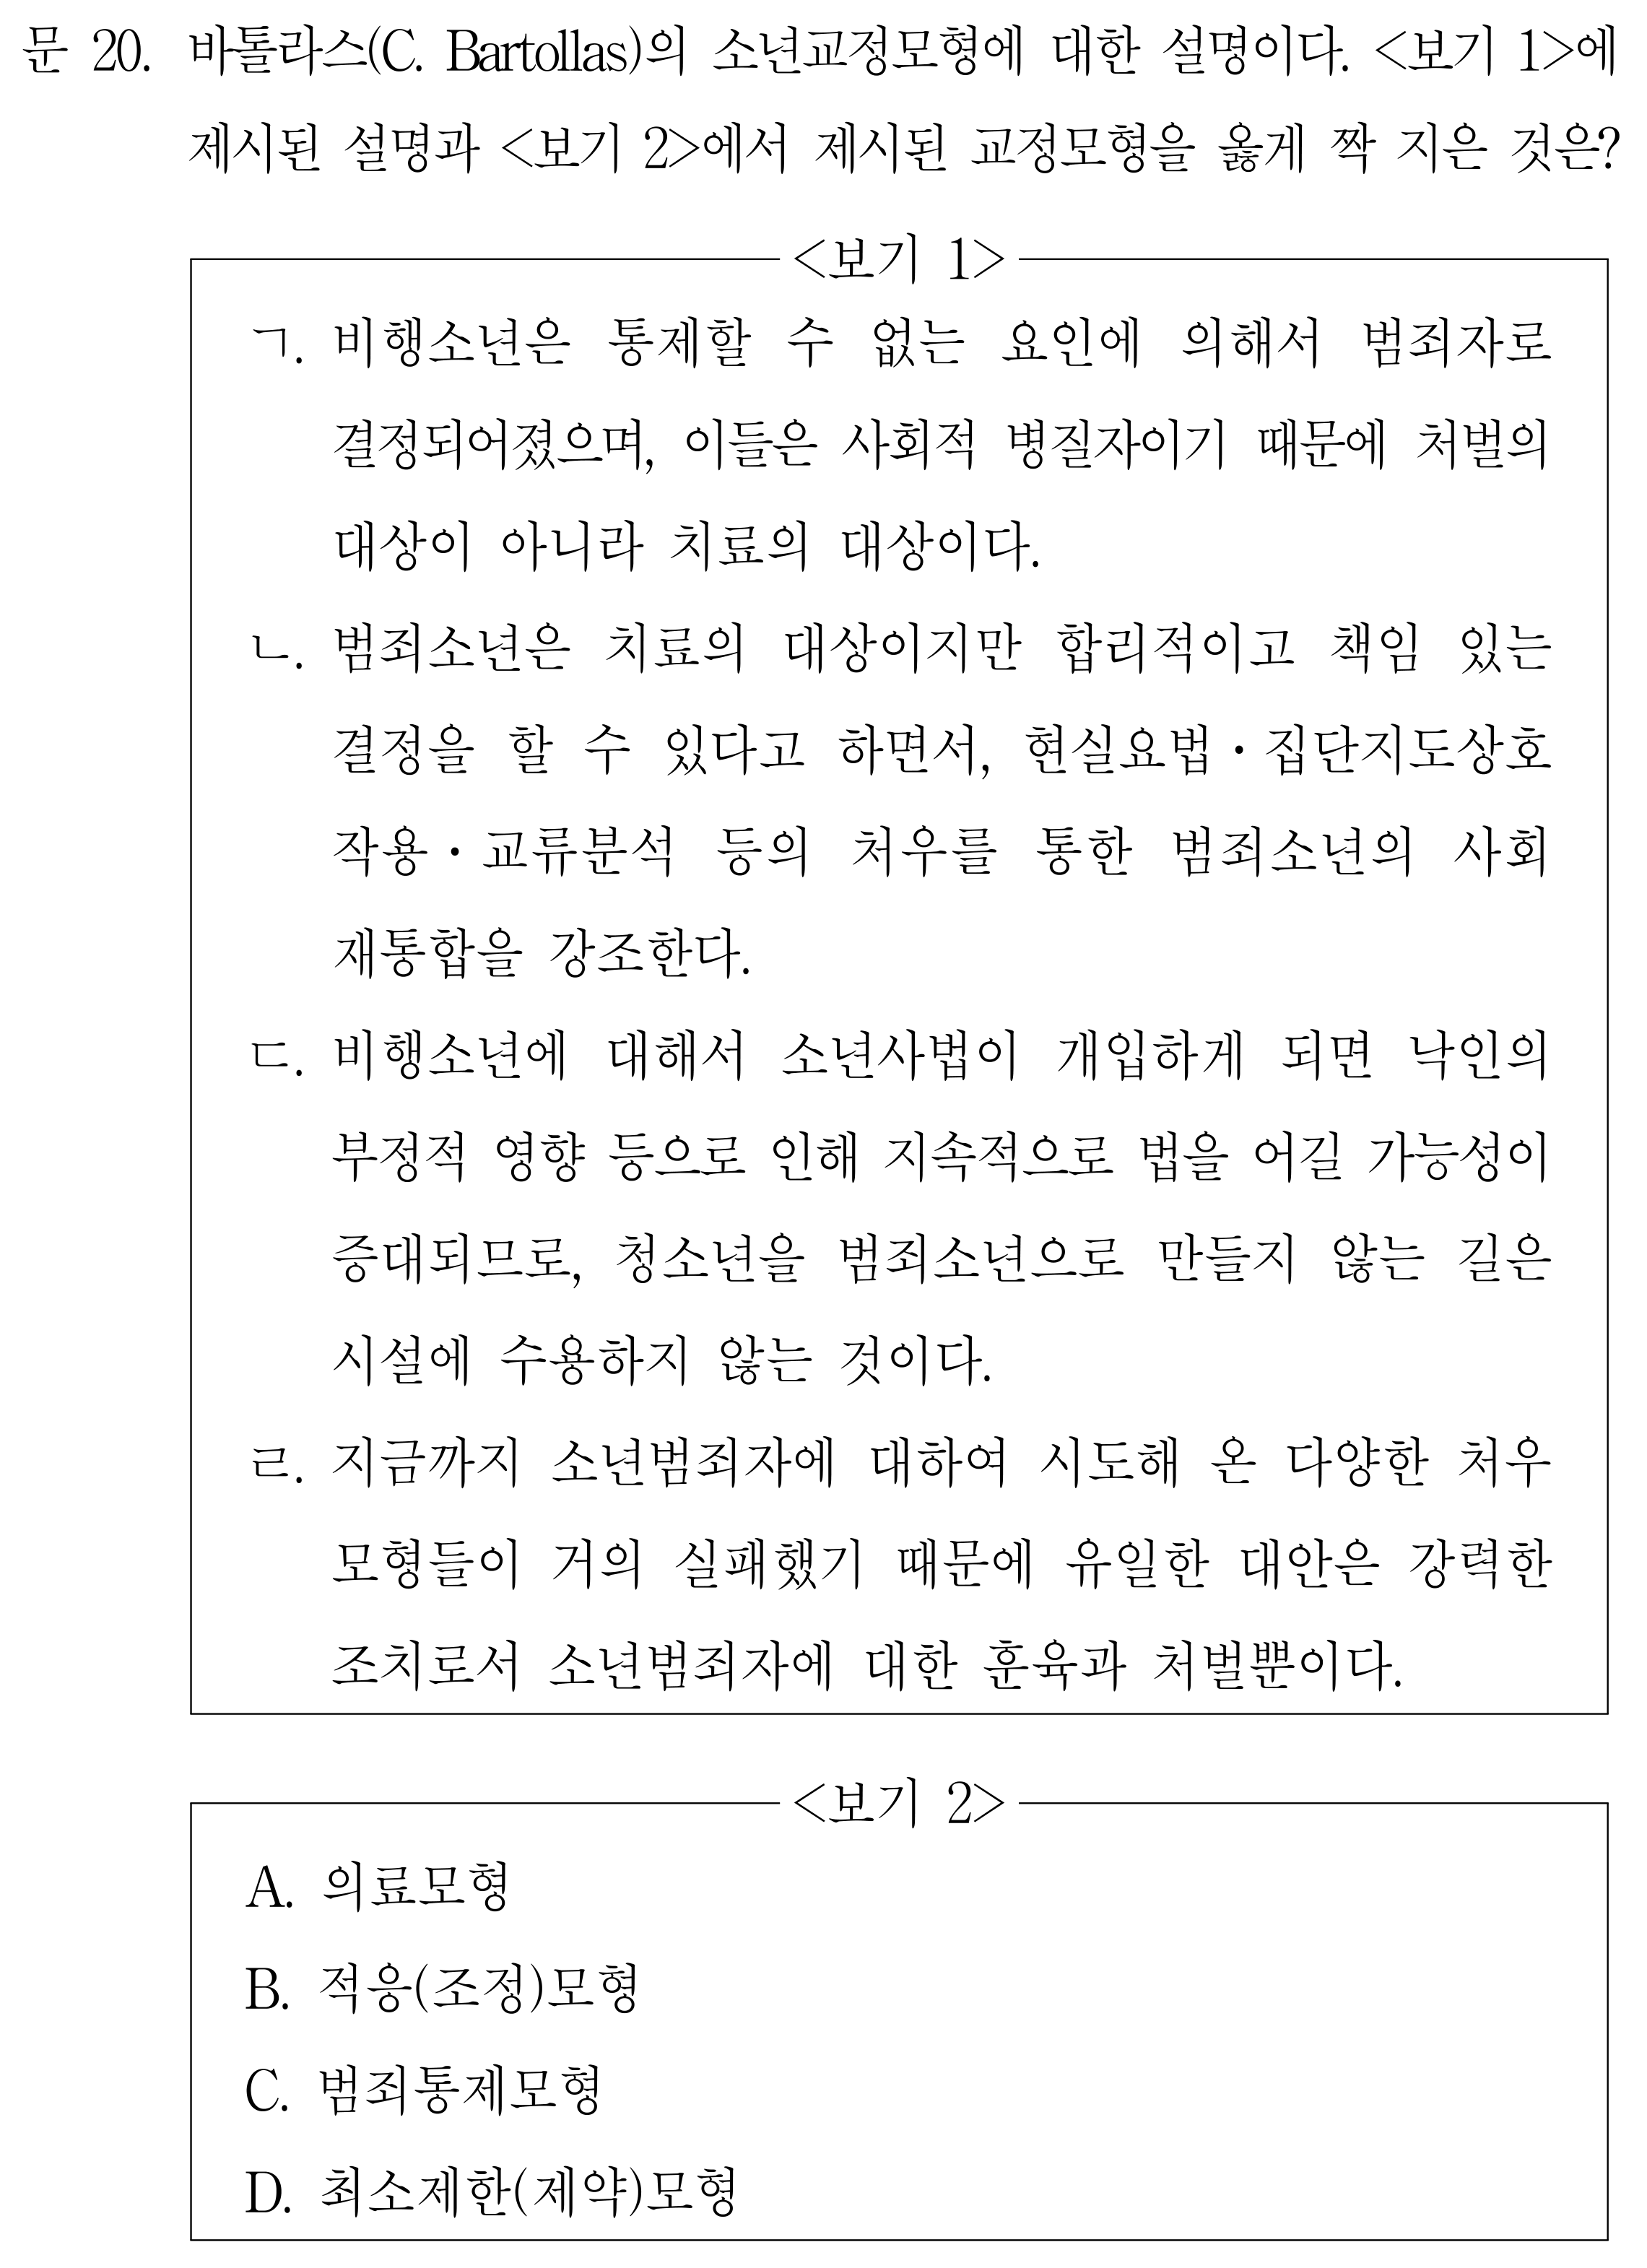 문 20. 바톨라스(C. Bartollas)의 소년교정모형에 대한 설명이다. <보기 1>에
제시된 설명과 <보기 2>에서 제시된 교정모형을 옳게 짝 지은 것은?
<보기 1>
ㄱ. 비행소년은 통제할 수 없는 요인에 의해서 범죄자로
결정되어졌으며, 이들은 사회적 병질자이기 때문에 처벌의
대상이 아니라 치료의 대상이다.
ㄴ. 범죄소년은 치료의 대상이지만 합리적이고 책임 있는
결정을 할 수 있다고 하면서, 현실요법·집단지도상호
작용·교류분석 등의 처우를 통한 범죄소년의 사회
재통합을 강조한다.
ㄷ. 비행소년에 대해서 소년사법이 개입하게 되면 낙인의
부정적 영향 등으로 인해 지속적으로 법을 어길 가능성이
증대되므로, 청소년을 범죄소년으로 만들지 않는 길은
시설에 수용하지 않는 것이다.
ㄹ. 지금까지 소년범죄자에 대하여 시도해 온 다양한 처우
모형들이 거의 실패했기 때문에 유일한 대안은 강력한
조치로서 소년범죄자에 대한 훈육과 처벌뿐이다.
<보기 2>
A. 의료모형
B. 적응(조정)모형
C. 범죄통제모형
D. 최소제한(제약)모형